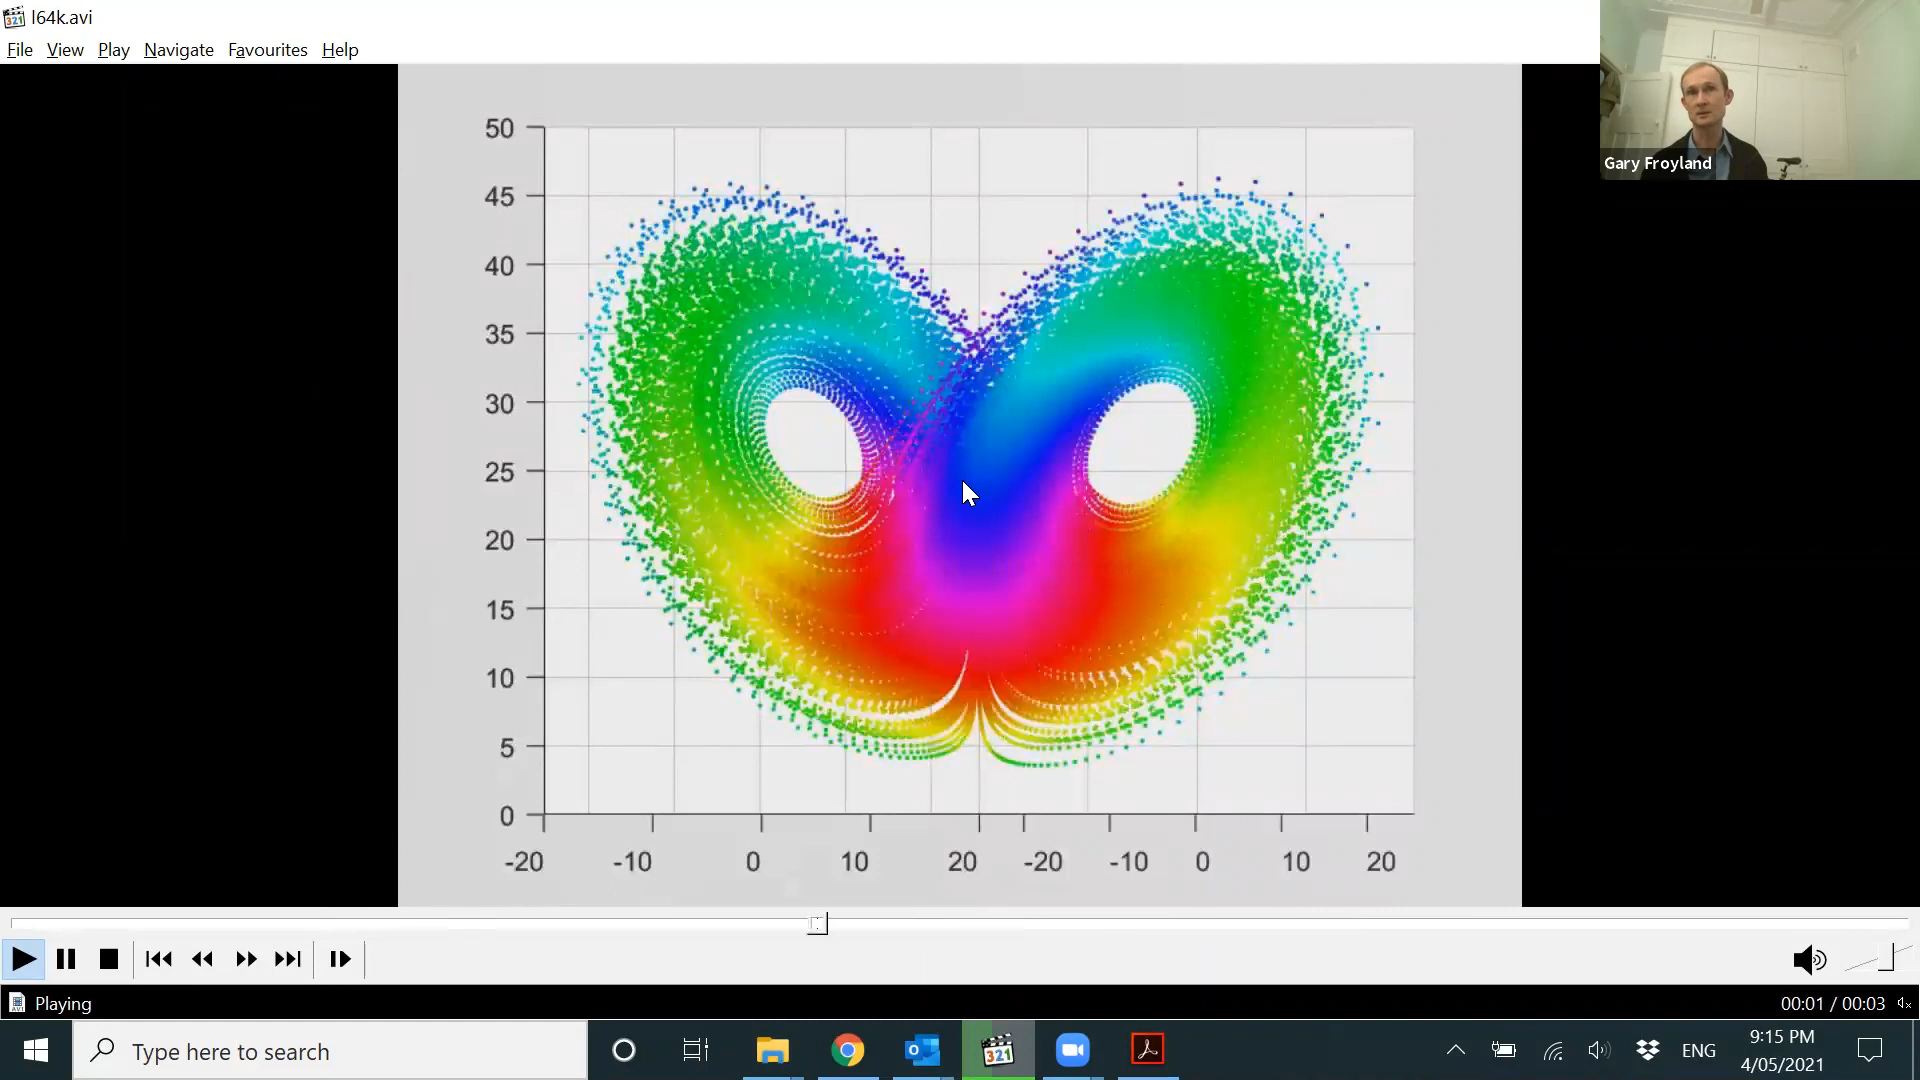 l64k.avi
File View Play Navigate Favourites Help
Gary Froyland
50
45
40
35
30
25
20
15
10
5
0
-20 -10 0 10 20 -20 -10 0 10 20
Playing
00:01 / 00:03
Type here to search
321
ENG
9:15 PM
4/05/2021